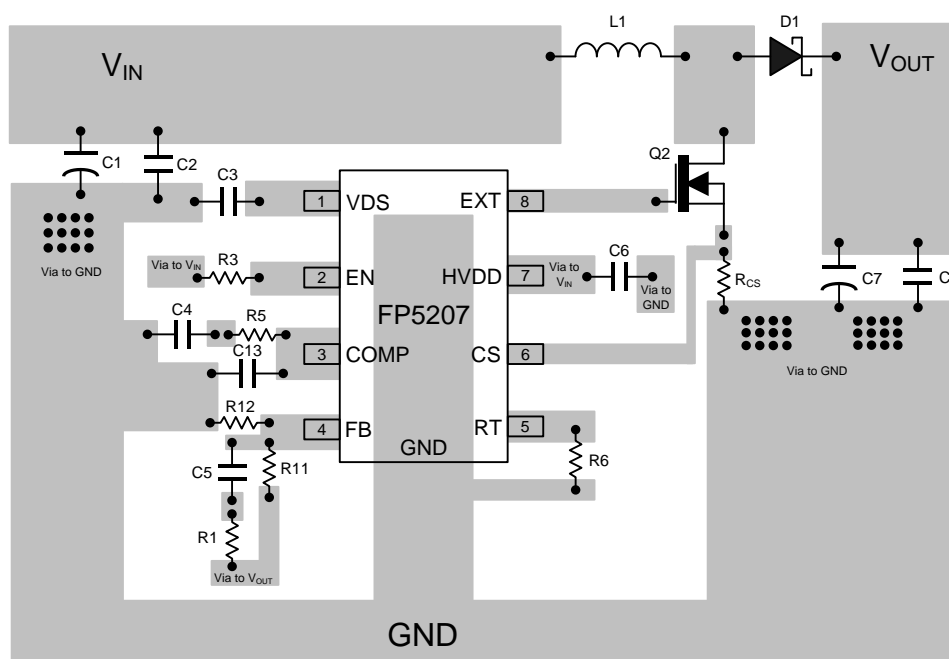 L1
D1
VIN
VOUT
C1
C2
C3
Q2
1
VDS
EXT
8
Via to GND
Via to VIN
R3
2
EN
HVDD
7
Via to VIN
C6
Via to GND
RCS
C7
C
FP5207
C4
R5
3
COMP
CS
6
C13
Via to GND
R12
4
FB
RT
5
GND
C5
R11
R6
R1
Via to VOUT
GND